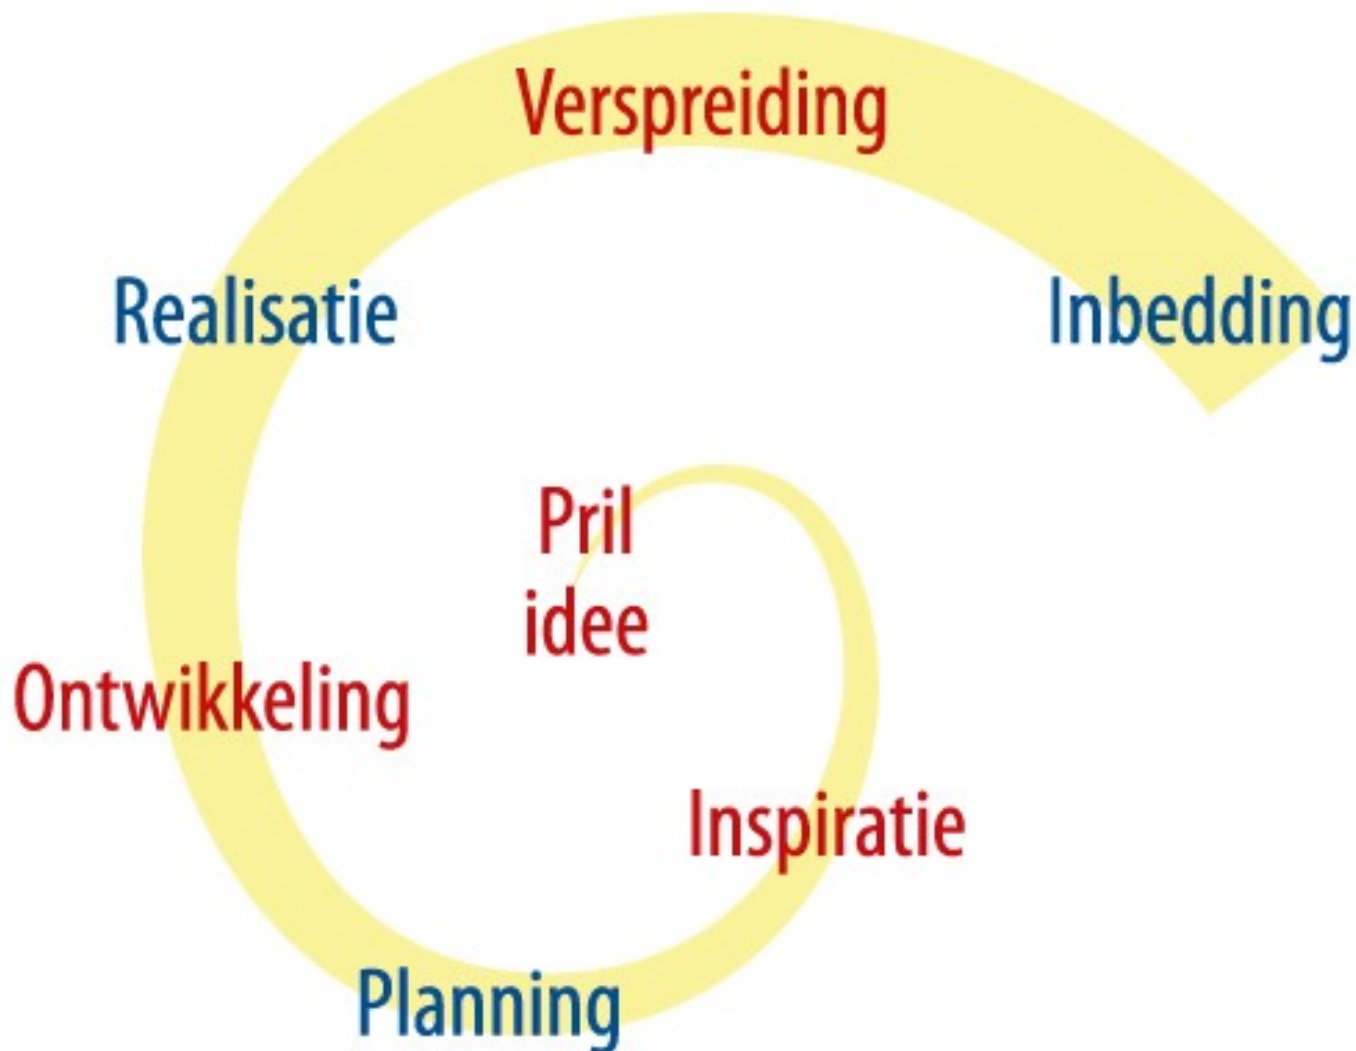 Verspreiding
Realisatie
Inbedding
Pril
idee
Ontwikkeling
Inspiratie
Planning